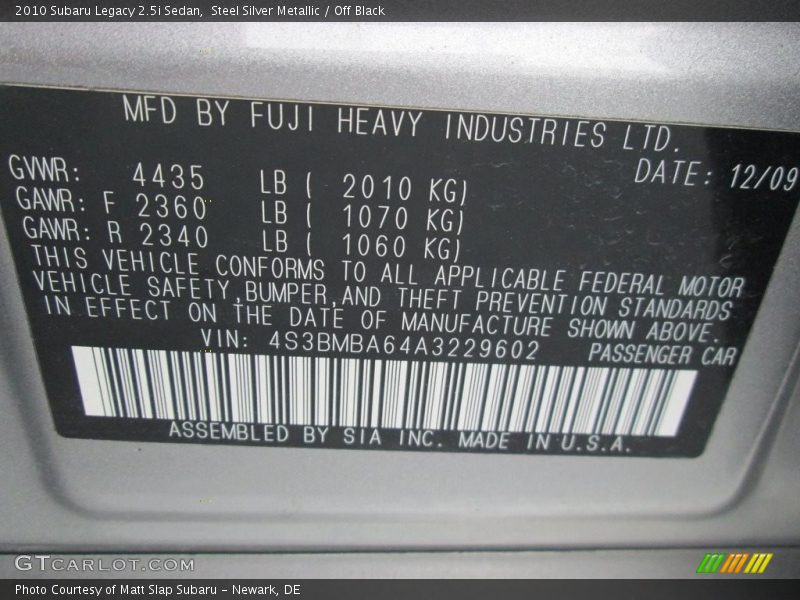 2010 Subaru Legacy 2.5i Sedan,  Steel Silver Metallic / Off Black
MFD BY FUJI HEAVY INDUSTRIES LTD.
DATE: 12/09
GVWR: 4435 LB ( 2010 KG)
GAWR: F 2360 LB ( 1070 KG)
GAWR: R 2340 LB ( 1060 KG)
THIS VEHICLE CONFORMS TO ALL APPLICABLE FEDERAL MOTOR
VEHICLE SAFETY,BUMPER,AND THEFT PREVENTION STANDARDS
IN EFFECT ON THE DATE OF MANUFACTURE SHOWN ABOVE.
VIN: 4S3BMBA64A3229602 PASSENGER CAR
ASSEMBLED BY SIA INC. MADE IN U.S.A.
GTCARLOT.COM
Photo Courtesy of Matt Slap Subaru – Newark, DE